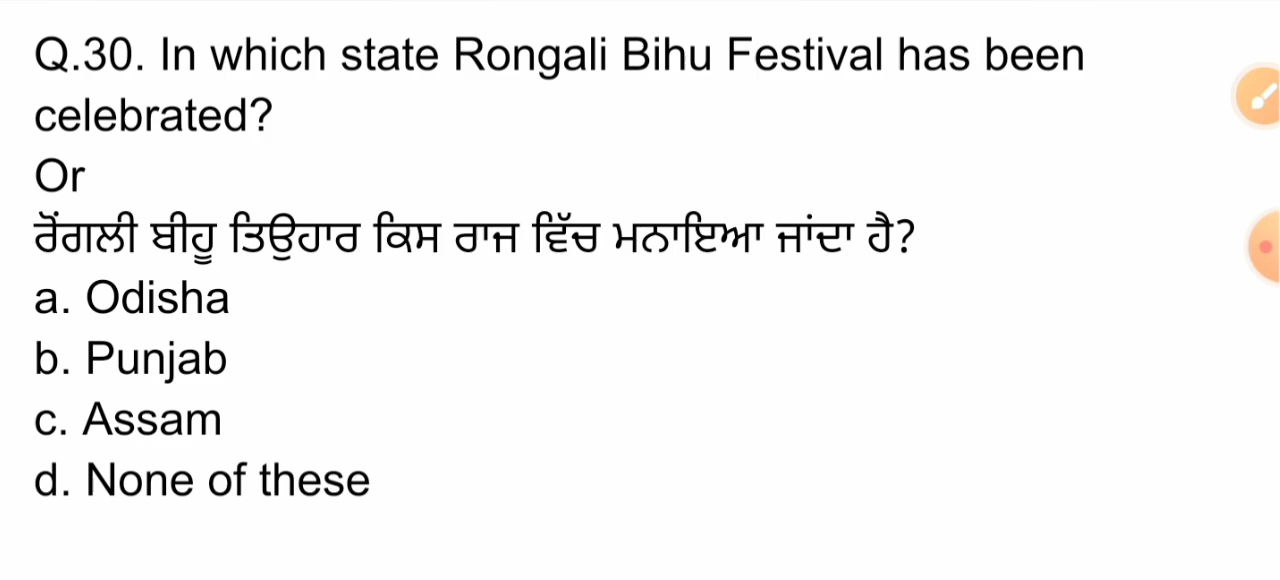 Q.30. In which state Rongali Bihu Festival has been
celebrated?
Or
ਰੋਂਗਲੀ ਬੀਹੂ ਤਿਉਹਾਰ ਕਿਸ ਰਾਜ ਵਿੱਚ ਮਨਾਇਆ ਜਾਂਦਾ ਹੈ?
a. Odisha
b. Punjab
c. Assam
d. None of these